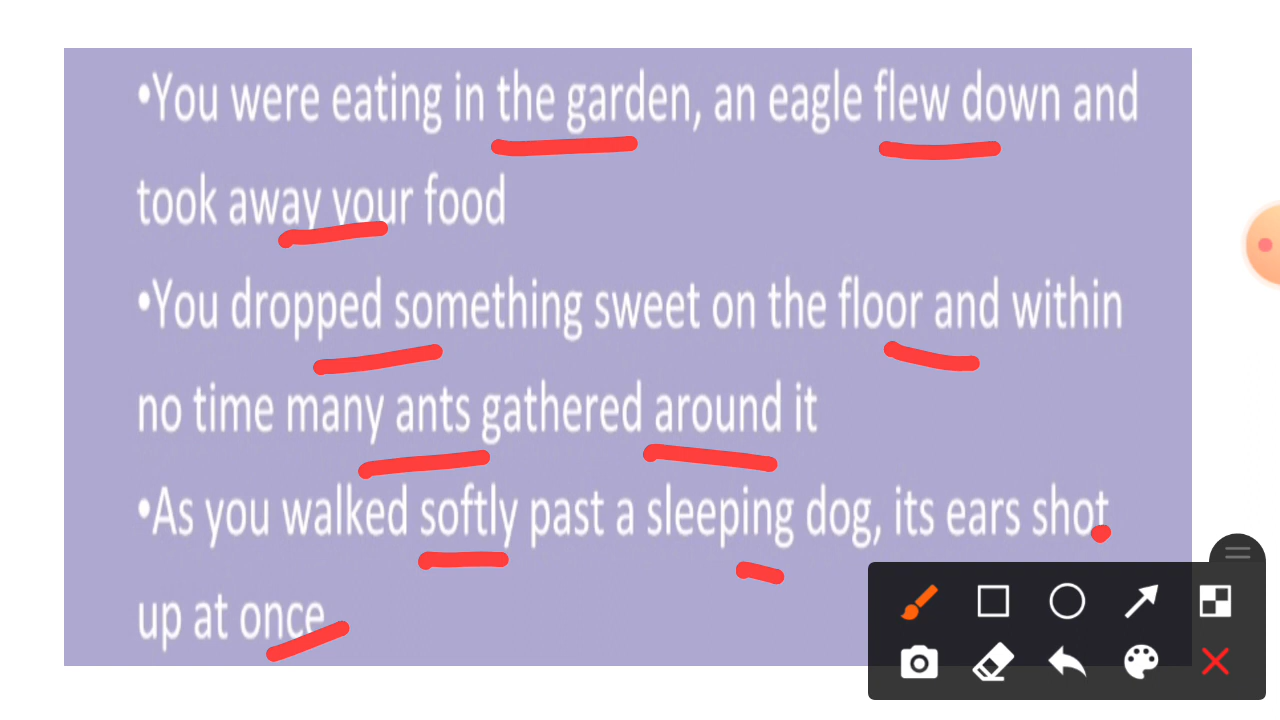 •You were eating in the garden, an eagle flew down and
took away your food
•You dropped something sweet on the floor and within
no time many ants gathered around it
•As you walked softly past a sleeping dog, its ears shot
up at once